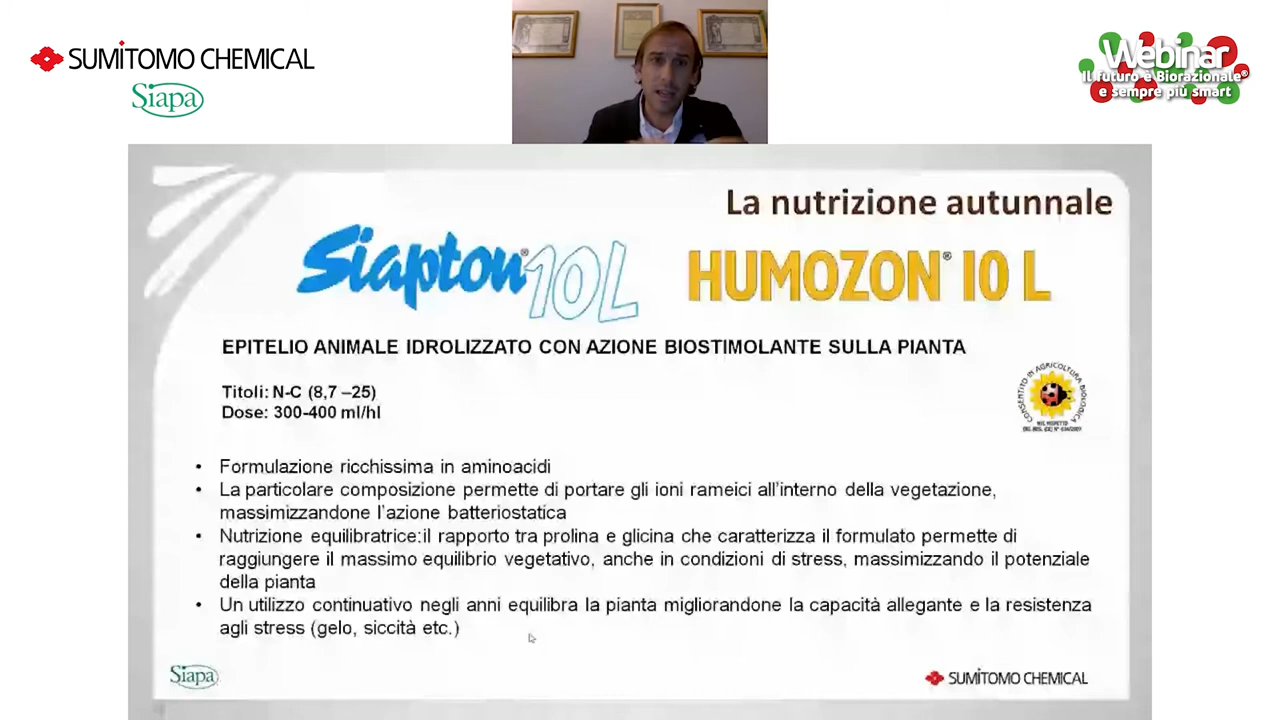 SUMITOMO CHEMICAL
Siapa
Webinar
Il futuro è Biorazionale®
e sempre più smart
La nutrizione autunnale
Siapton® 10L
HUMOZON® 10 L
EPITELIO ANIMALE IDROLIZZATO CON AZIONE BIOSTIMOLANTE SULLA PIANTA
Titoli: N-C (8,7 –25)
Dose: 300-400 ml/hl
CONSENTITO IN AGRICOLTURA BIOLOGICA
• Formulazione ricchissima in aminoacidi
• La particolare composizione permette di portare gli ioni rameici all'interno della vegetazione,
massimizzandone l'azione batteriostatica
• Nutrizione equilibratrice:il rapporto tra prolina e glicina che caratterizza il formulato permette di
raggiungere il massimo equilibrio vegetativo, anche in condizioni di stress, massimizzando il potenziale
della pianta
• Un utilizzo continuativo negli anni equilibra la pianta migliorandone la capacità allegante e la resistenza
agli stress (gelo, siccità etc.)
Siapa
SUMITOMO CHEMICAL